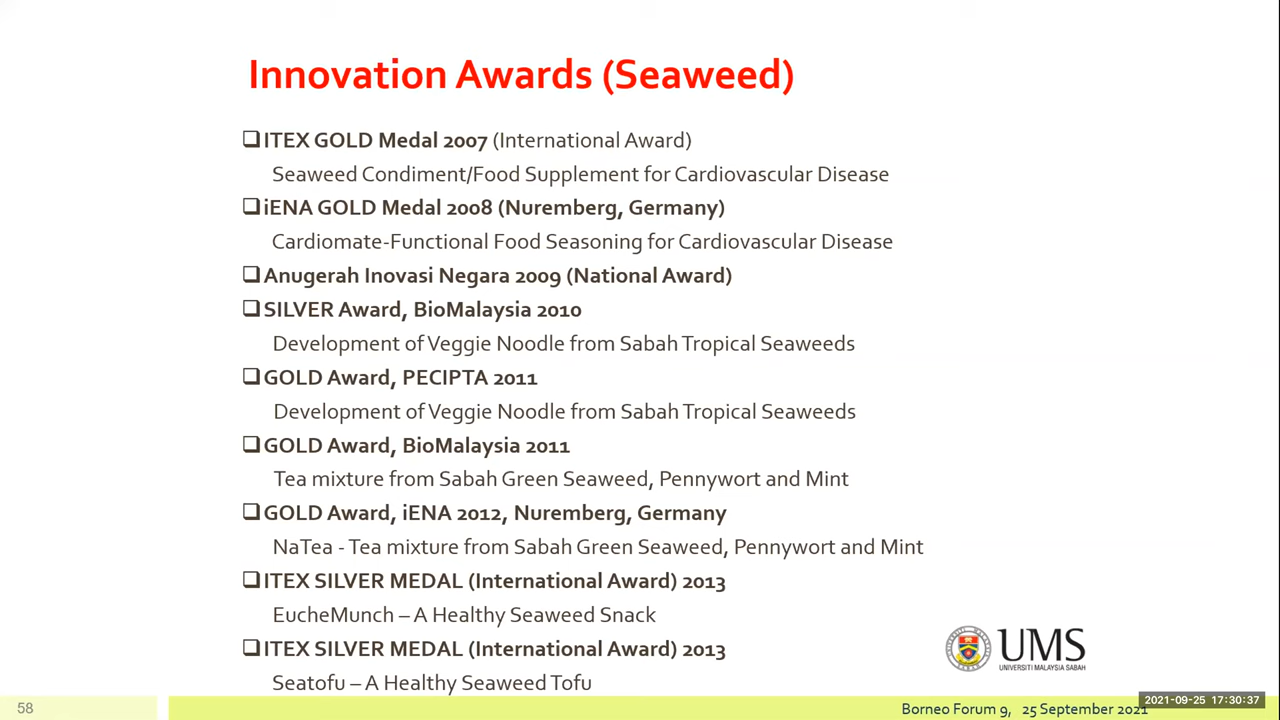 Innovation Awards (Seaweed)
❑ITEX GOLD Medal 2007 (International Award)
Seaweed Condiment/Food Supplement for Cardiovascular Disease
❑iENA GOLD Medal 2008 (Nuremberg, Germany)
Cardiomate-Functional Food Seasoning for Cardiovascular Disease
❑Anugerah Inovasi Negara 2009 (National Award)
❑SILVER Award, BioMalaysia 2010
Development of Veggie Noodle from Sabah Tropical Seaweeds
❑GOLD Award, PECIPTA 2011
Development of Veggie Noodle from Sabah Tropical Seaweeds
❑GOLD Award, BioMalaysia 2011
Tea mixture from Sabah Green Seaweed, Pennywort and Mint
❑GOLD Award, iENA 2012, Nuremberg, Germany
NaTea - Tea mixture from Sabah Green Seaweed, Pennywort and Mint
❑ITEX SILVER MEDAL (International Award) 2013
EucheMunch – A Healthy Seaweed Snack
❑ITEX SILVER MEDAL (International Award) 2013
Seatofu – A Healthy Seaweed Tofu
UMS
UNIVERSITI MALAYSIA SABAH
58
Borneo Forum 9, 25 September 2021
2021-09-25 17:30:37